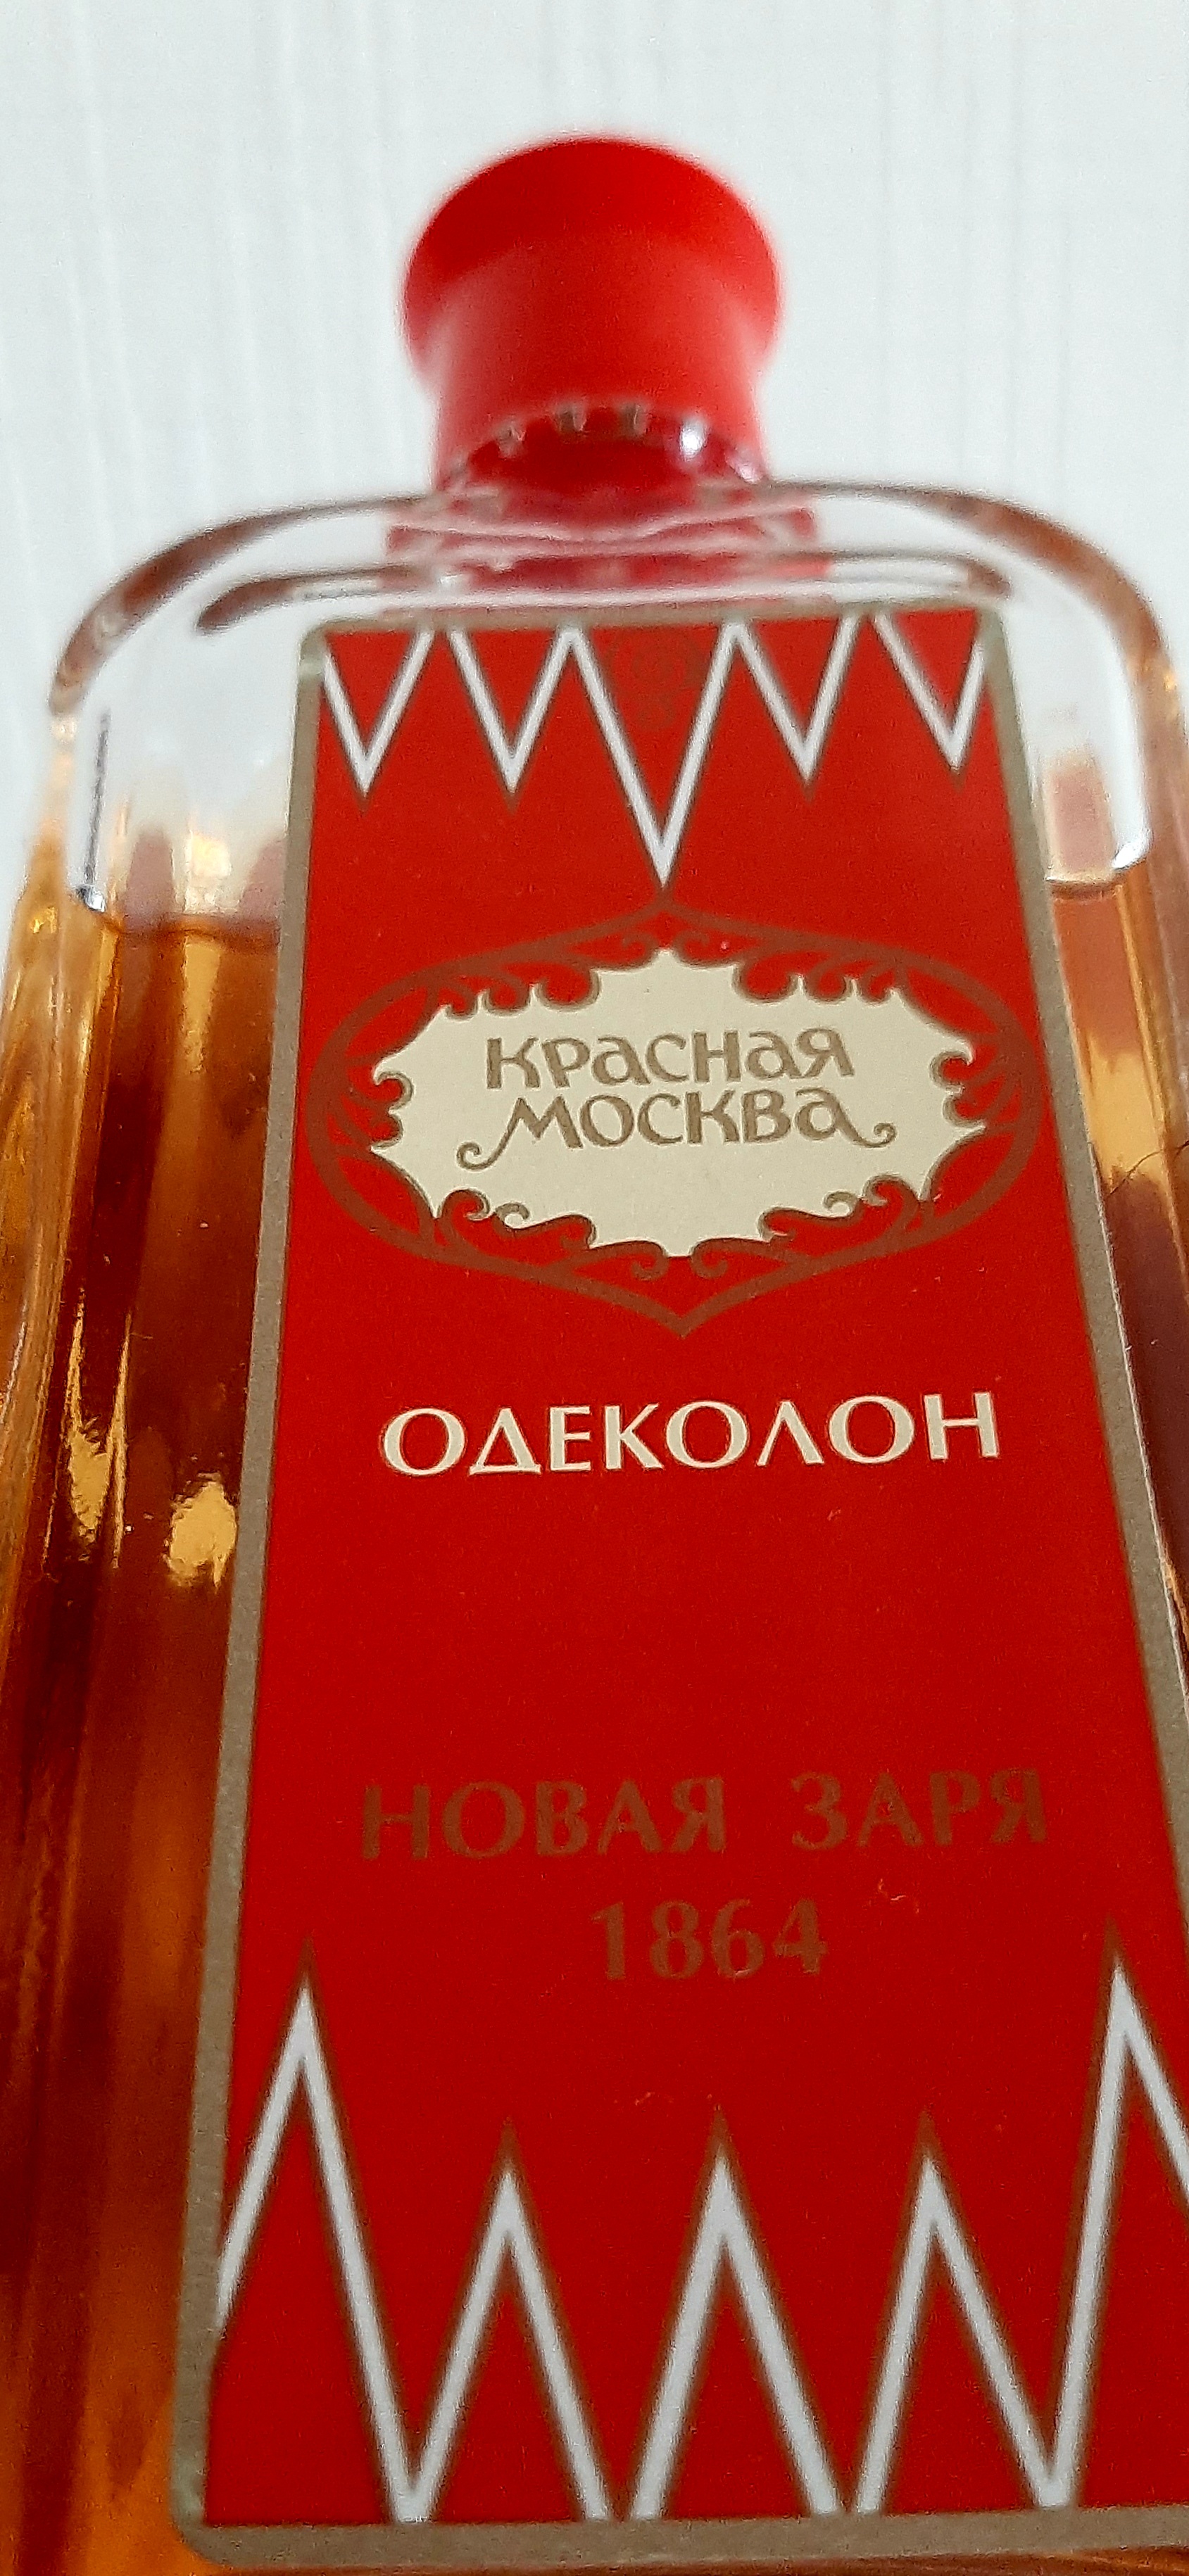 Красная
Москва
ОДЕКОЛОН
НОВАЯ ЗАРЯ
1864